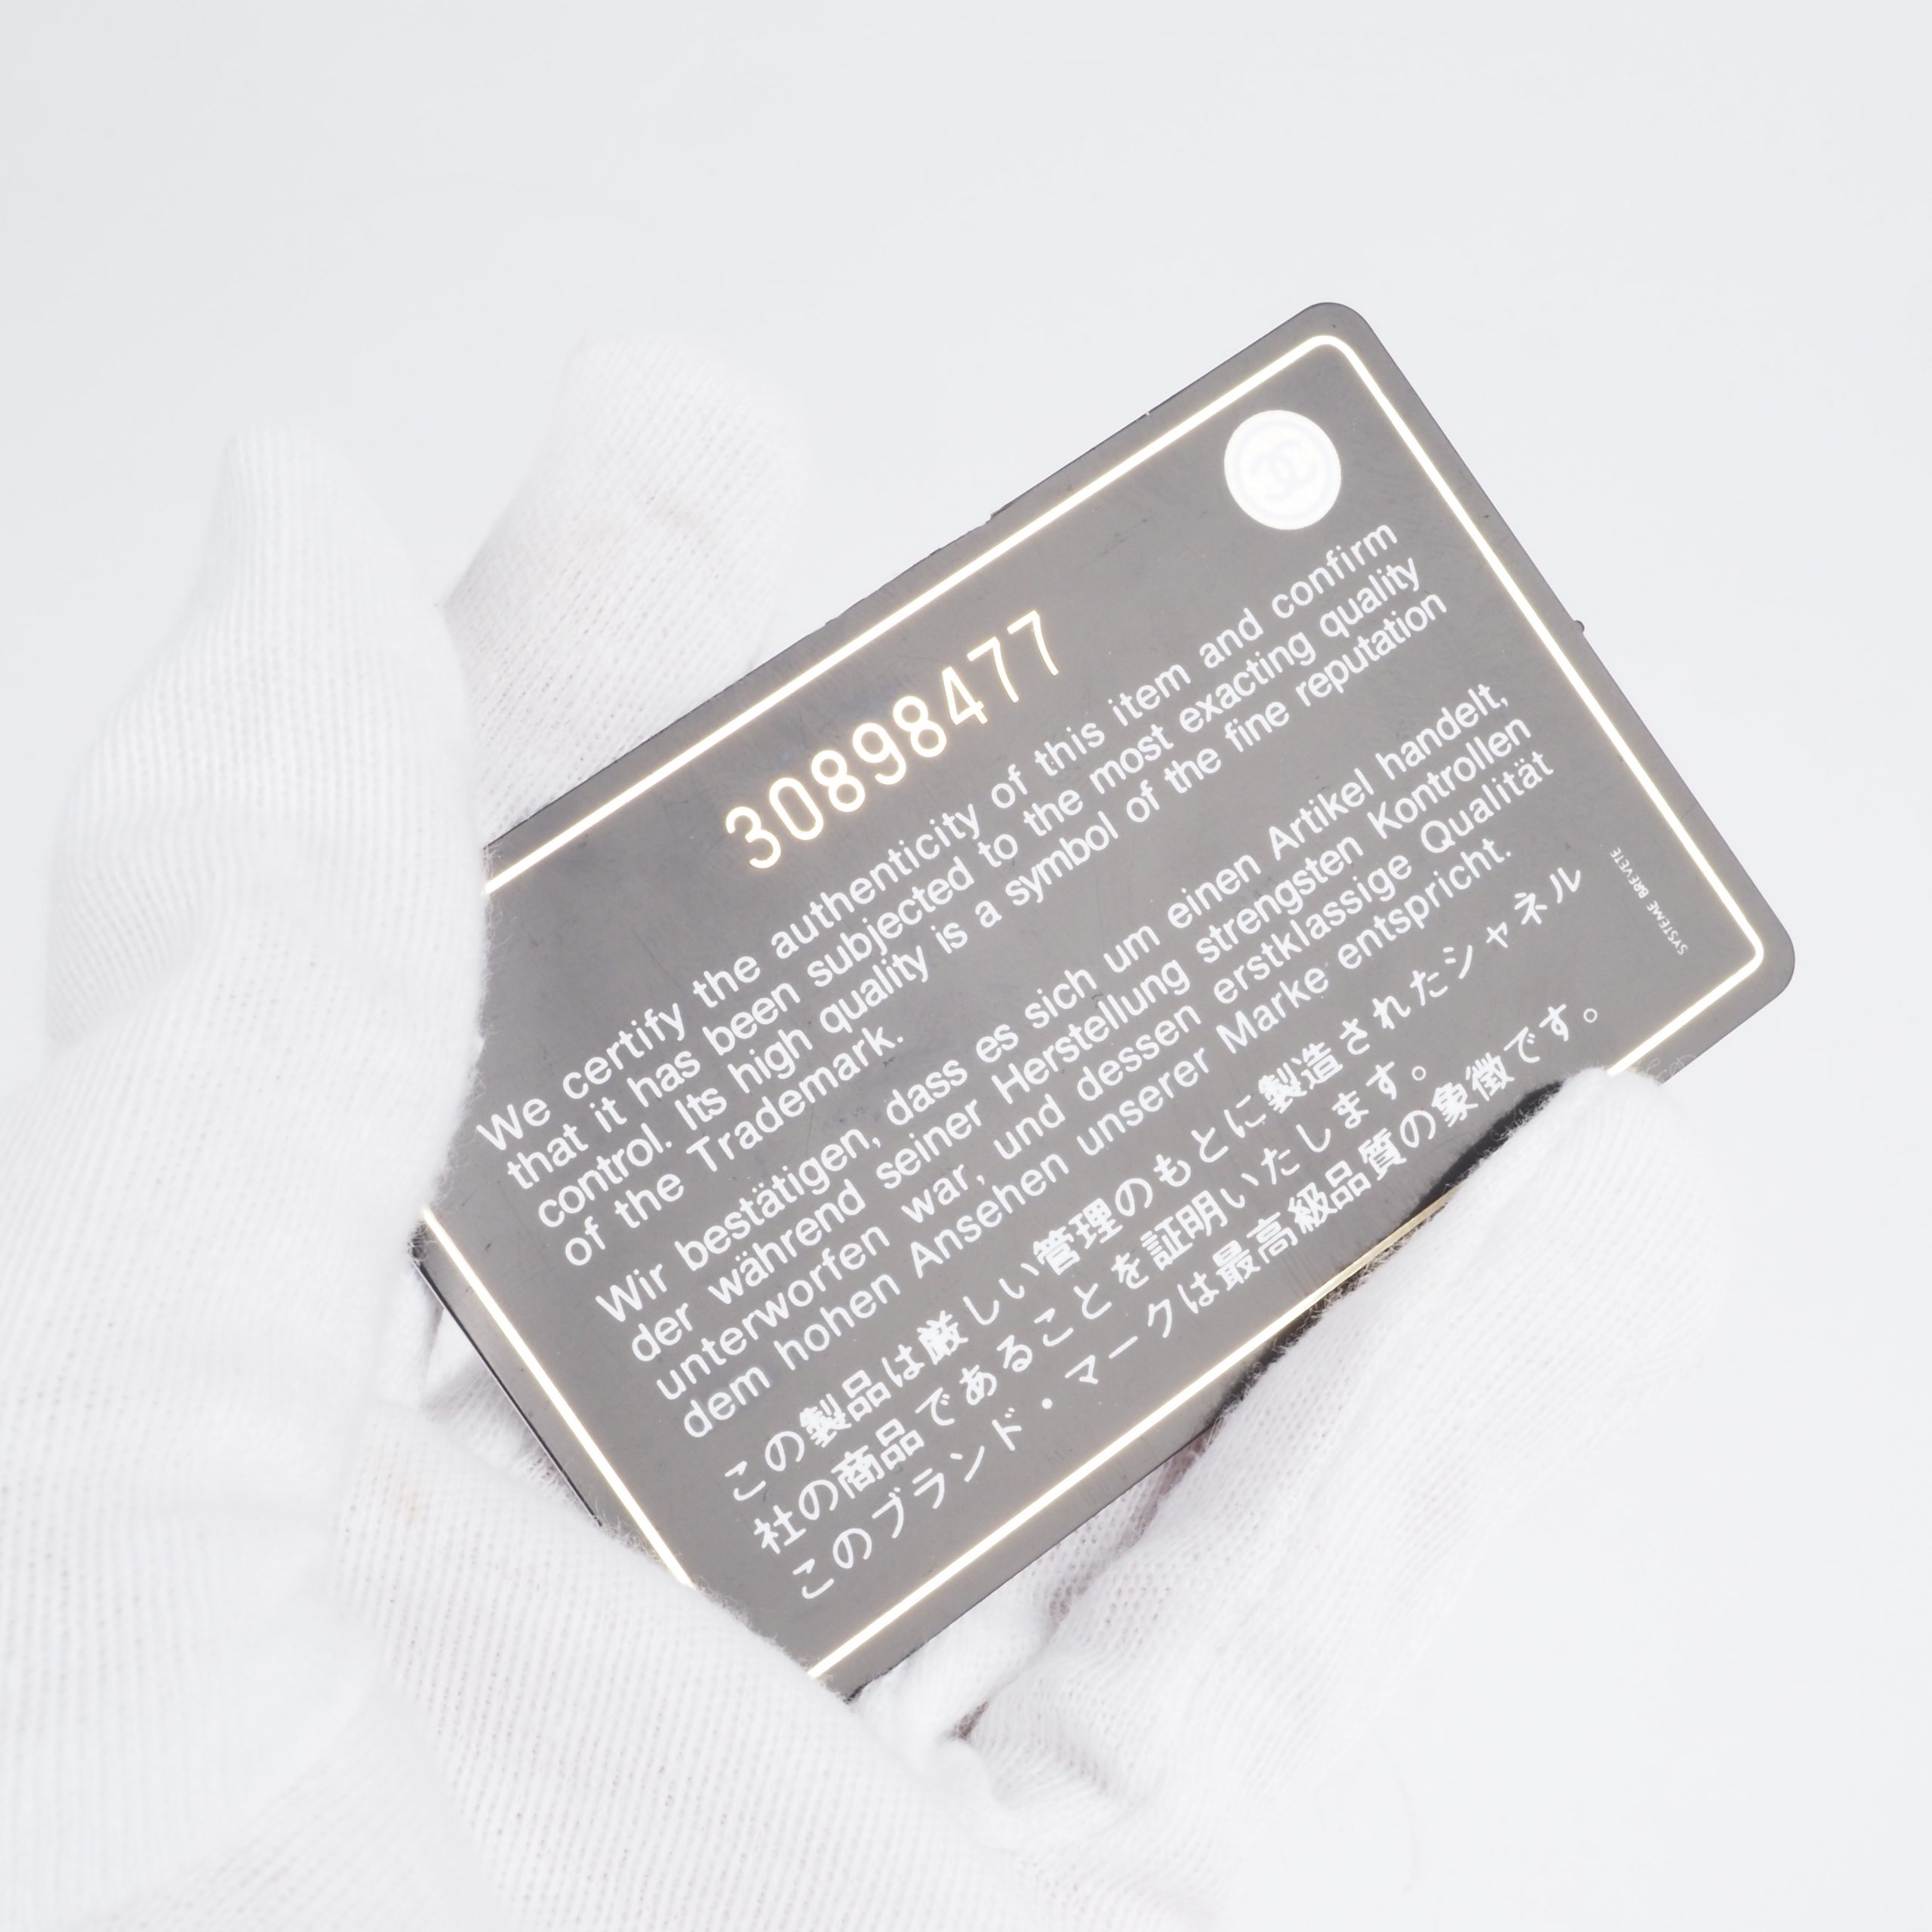 30898477
We certify the authenticity of this item and confirm
that it has been subjected to the most exacting quality
control. Its high quality is a symbol of the fine reputation
of the Trademark.
Wir bestätigen, dass es sich um einen Artikel handelt,
der während seiner Herstellung strengsten Kontrollen
unterworfen war, und dessen erstklassige Qualität
dem hohen Ansehen unserer Marke entspricht.
この製品は厳しい管理のもとに製造されたシャネル
社の商品であることを証明いたします。
このブランド・マークは最高級品質の象徴です。
SYSTEME BREVETE